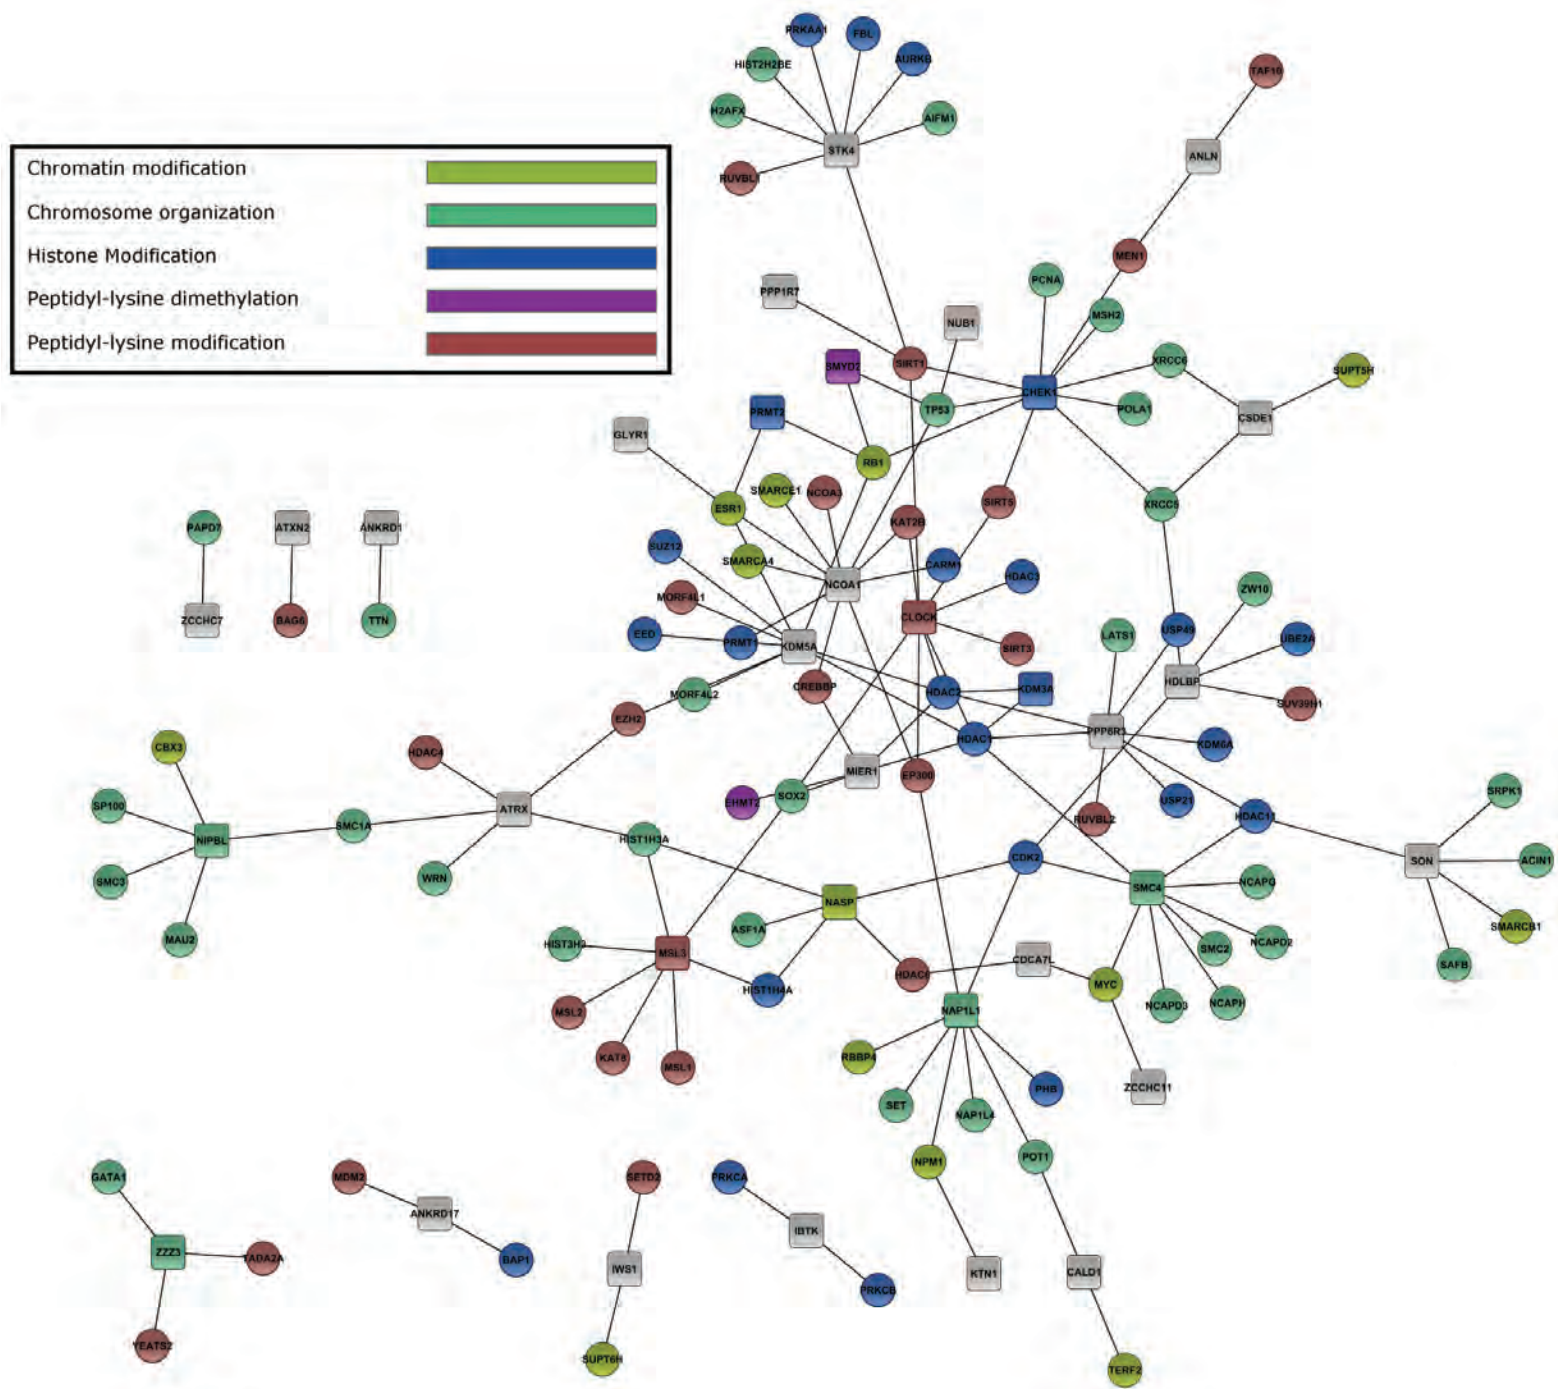 PRKAA1
FBL
AURKB
HIST2H2BE
TAF10
H2AFX
AIFM1
STK4
ANLN
RUVBL1
Chromatin modification
Chromosome organization
Histone Modification
Peptidyl-lysine dimethylation
Peptidyl-lysine modification
MEN1
PCNA
PPP1R7
MSH2
NUB1
SIRT1
SMYD2
XRCC6
SUPT5H
CHEK1
TP53
POLA1
PRMT2
CSDE1
GLYR1
RB1
SMARCE1
NCOA3
SIRT5
XRCC5
ESR1
KAT2B
PAPD7
ATXN2
ANKRD1
SUZ12
SMARCA4
CARM1
HDAC3
NCOA1
ZW10
MORF4L1
CLOCK
ZCCHC7
BAG6
TTN
EED
PRMT1
KDM5A
SIRT3
LATS1
USP49
UBE2A
HDLBP
CREBBP
HDAC2
KDM3A
MORF4L2
SUV39H1
EZH2
PPP6R3
HDAC1
KDM6A
CBX3
HDAC4
MIER1
EP300
SP100
ATRX
EHMT2
SOX2
USP21
SRPK1
SMC1A
RUVBL2
HDAC11
NIPBL
HIST1H3A
CDK2
SON
ACIN1
SMC3
WRN
SMC4
NCAPG
NASP
SMARCB1
MAU2
HIST3H3
ASF1A
SMC2
NCAPD2
MSL3
CDCA7L
SAFB
HIST1H4A
HDAC6
MYC
NCAPD3
NCAPH
MSL2
NAP1L1
KAT8
MSL1
RBBP4
PHB
ZCCHC11
SET
NAP1L4
NPM1
POT1
GATA1
MDM2
SETD2
PRKCA
ANKRD17
IBTK
ZZZ3
TADA2A
BAP1
IWS1
KTN1
CALD1
PRKCB
YEATS2
SUPT6H
TERF2